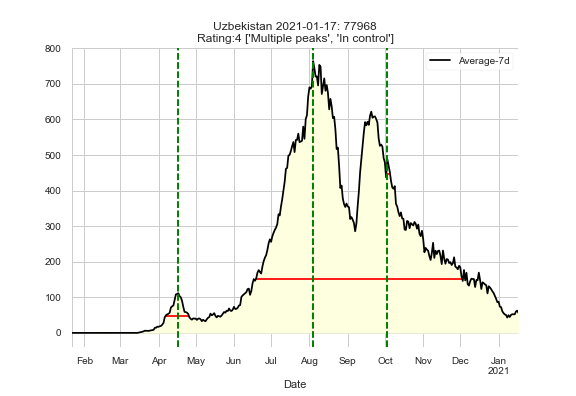 Uzbekistan 2021-01-17: 77968
Rating:4 ['Multiple peaks', 'In control']
Average-7d
800
700
600
500
400
300
200
100
0
Feb Mar Apr May Jun Jul Aug Sep Oct Nov Dec Jan
2021
Date